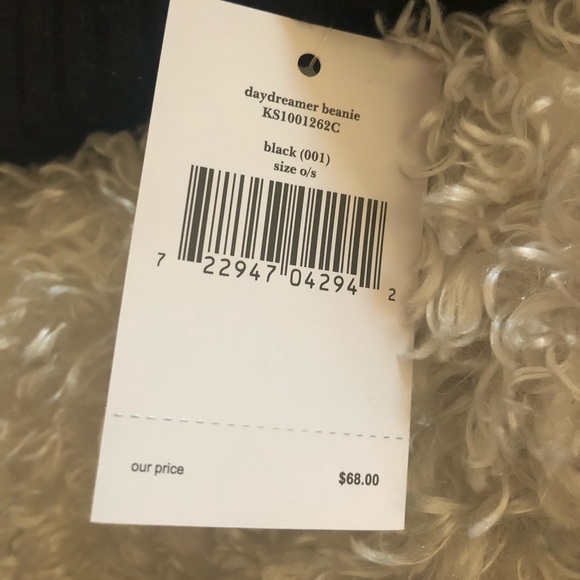 daydreamer beanie
KS1001262C
black (001)
size o/s
7 22947 04294 2
our price $68.00